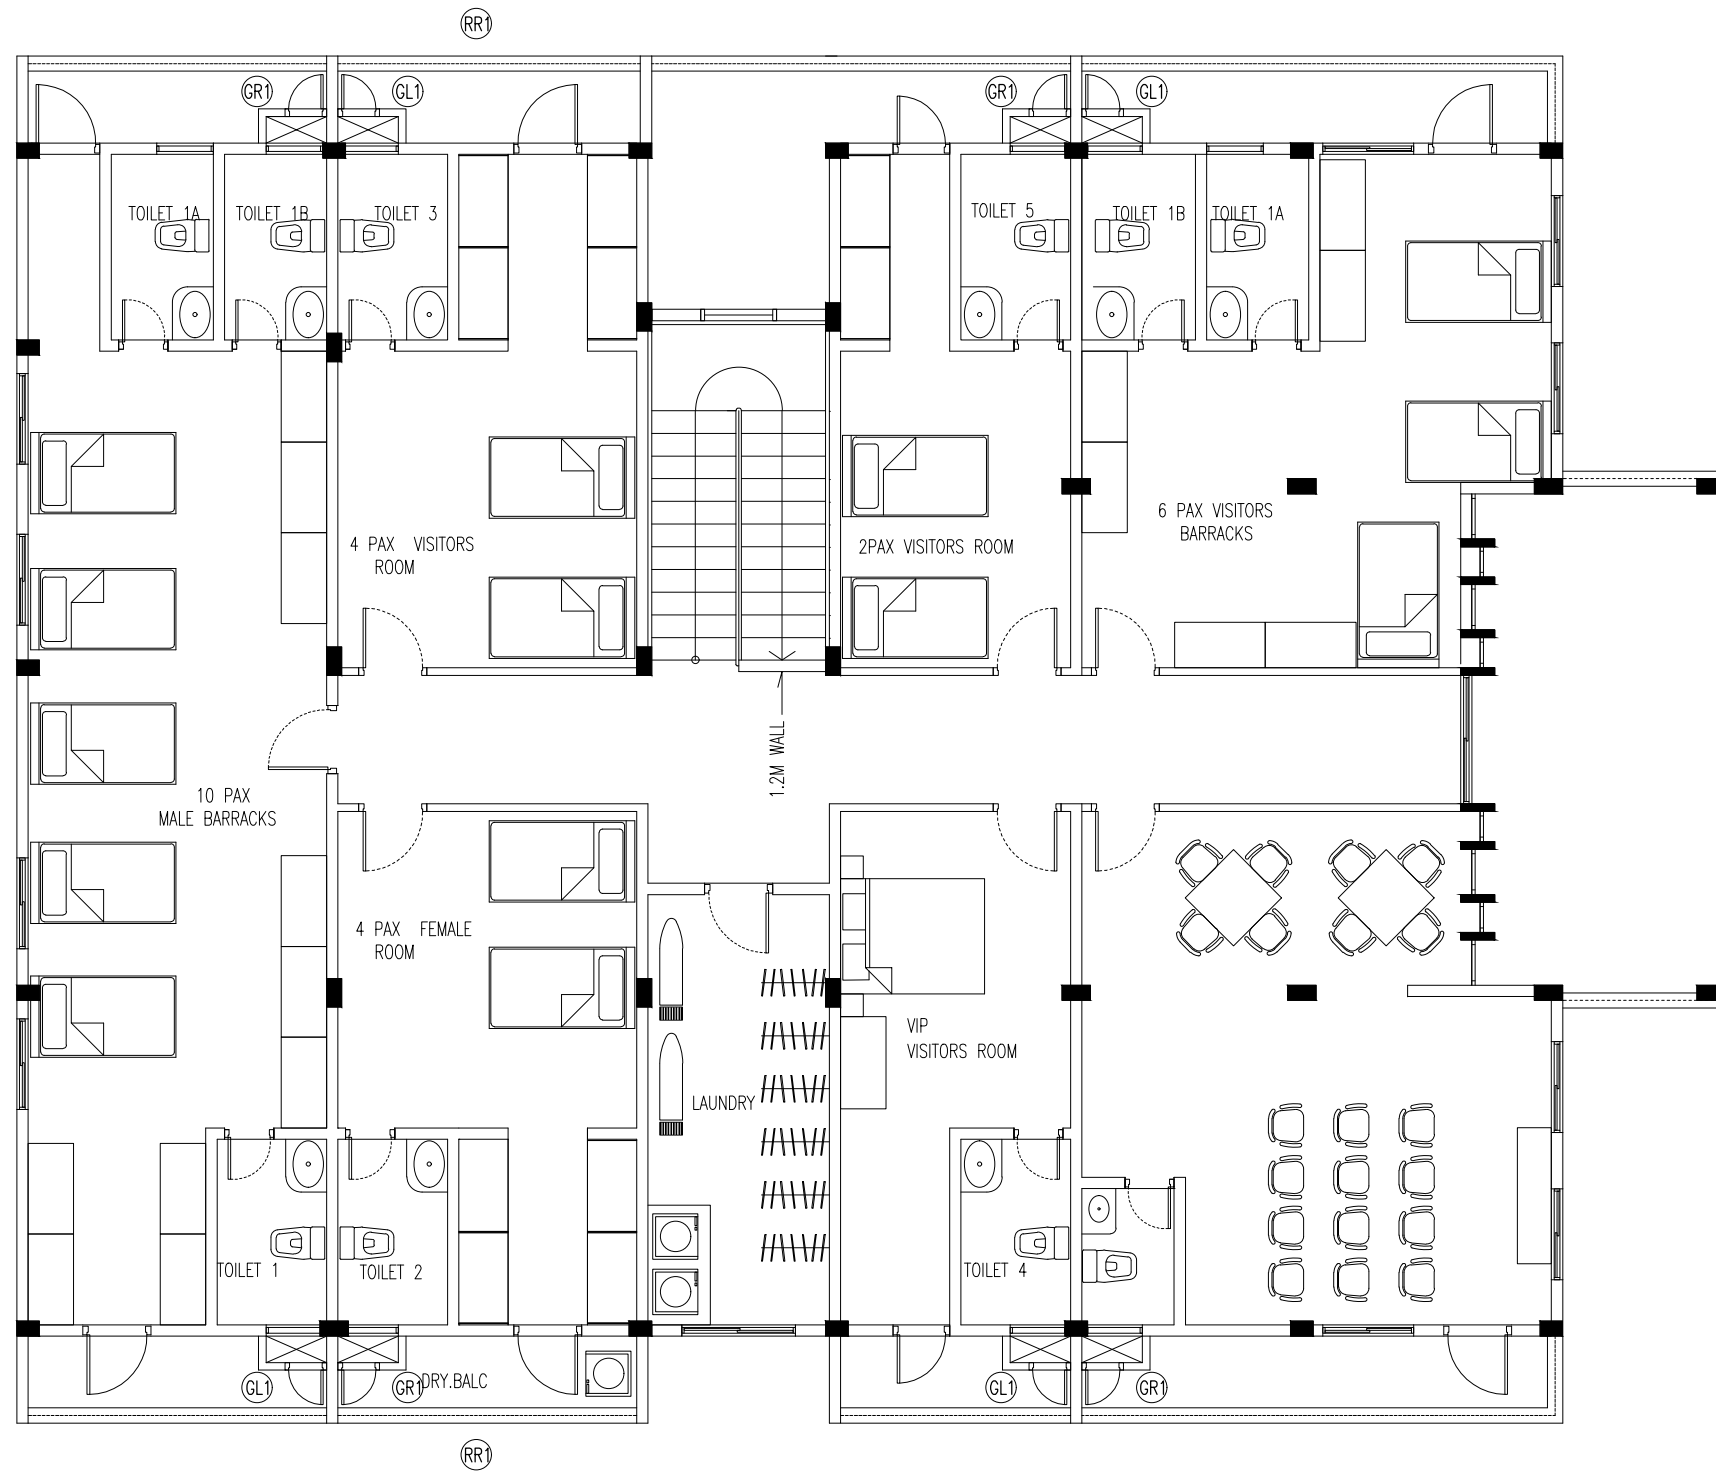 RR1
GR1
GL1
GR1
GL1
TOILET 1A
TOILET 1B
TOILET 3
TOILET 5
TOILET 1B
TOILET 1A
4 PAX VISITORS
ROOM
2PAX VISITORS ROOM
6 PAX VISITORS
BARRACKS
1.2M WALL
10 PAX
MALE BARRACKS
4 PAX FEMALE
ROOM
VIP
VISITORS ROOM
LAUNDRY
TOILET 1
TOILET 2
TOILET 4
GL1
GR1
DRY.BALC
GL1
GR1
RR1